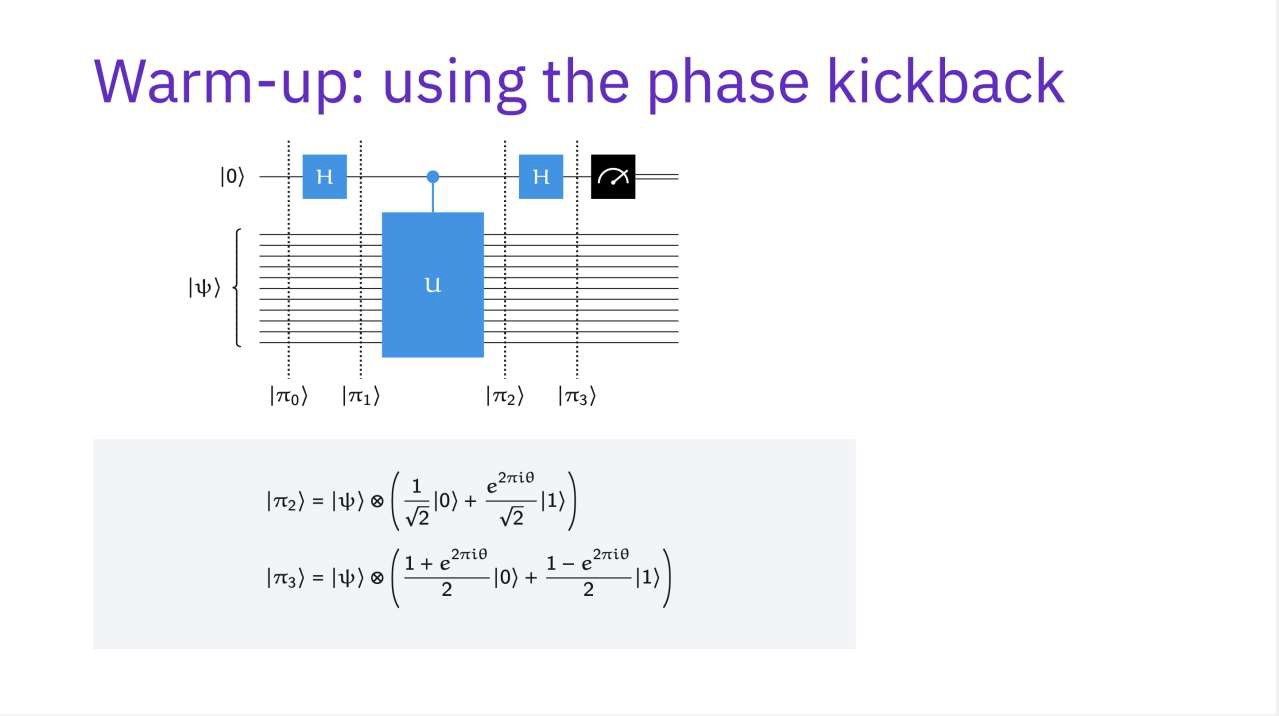 Warm-up: using the phase kickback
|0⟩ H H
|ψ⟩ U
|π₀⟩ |π₁⟩ |π₂⟩ |π₃⟩
|π₂⟩ = |ψ⟩ ⊗ ( 1/√2 |0⟩ + e^{2πiθ}/√2 |1⟩ )
|π₃⟩ = |ψ⟩ ⊗ ( (1 + e^{2πiθ})/2 |0⟩ + (1 − e^{2πiθ})/2 |1⟩ )